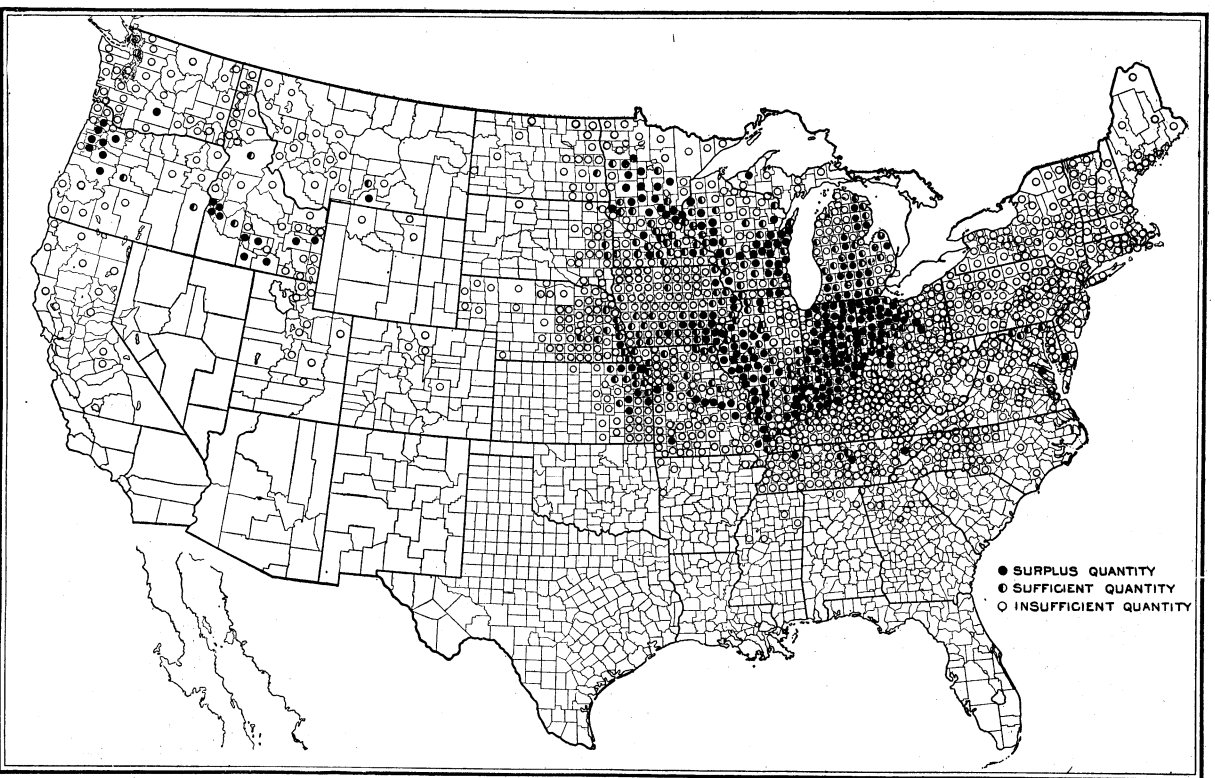 ● SURPLUS QUANTITY
◐ SUFFICIENT QUANTITY
○ INSUFFICIENT QUANTITY